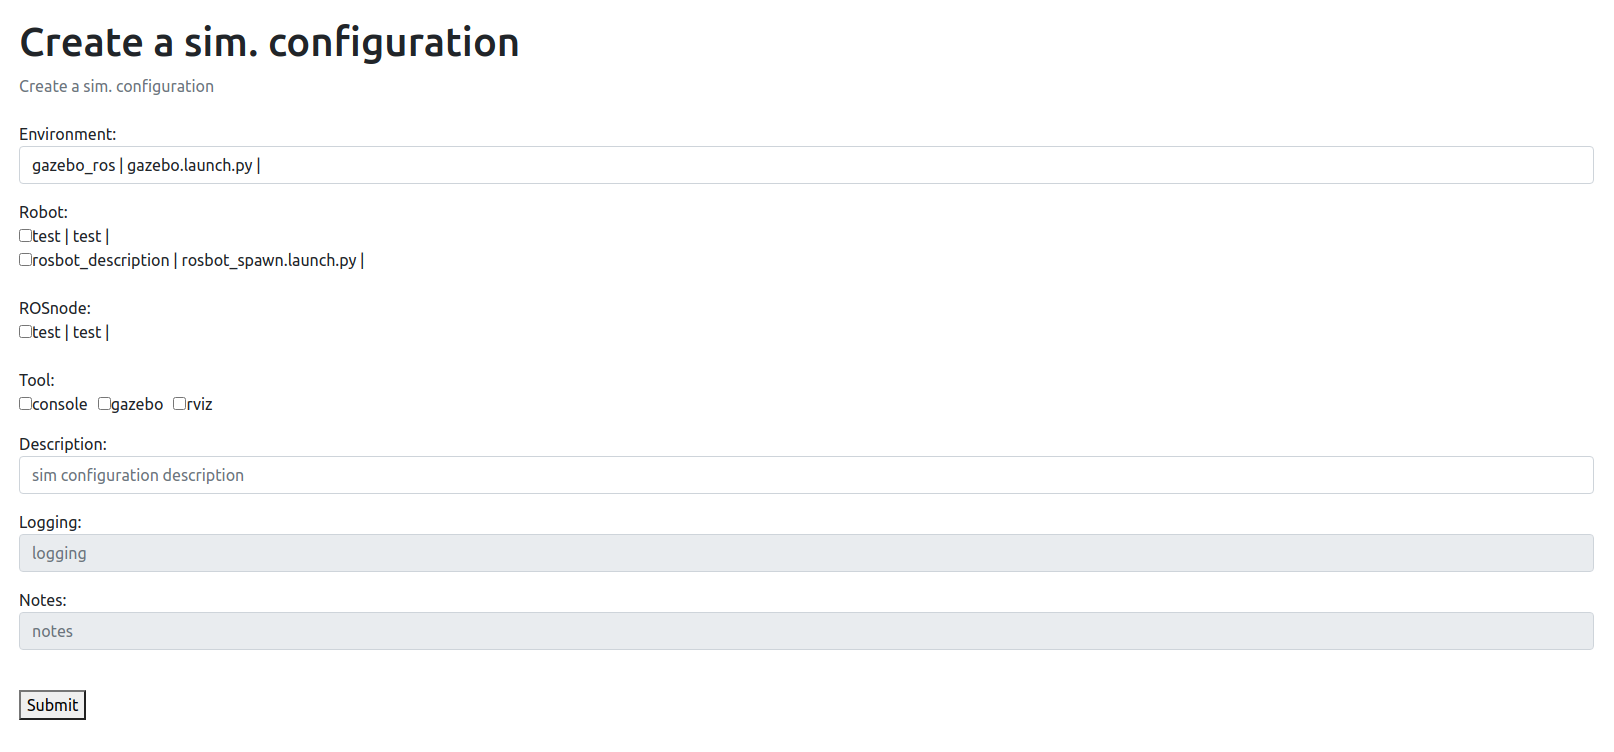 Create a sim. configuration
Create a sim. configuration
Environment:
gazebo_ros | gazebo.launch.py |
Robot:
test | test |
rosbot_description | rosbot_spawn.launch.py |
ROSnode:
test | test |
Tool:
console gazebo rviz
Description:
sim configuration description
Logging:
logging
Notes:
notes
Submit